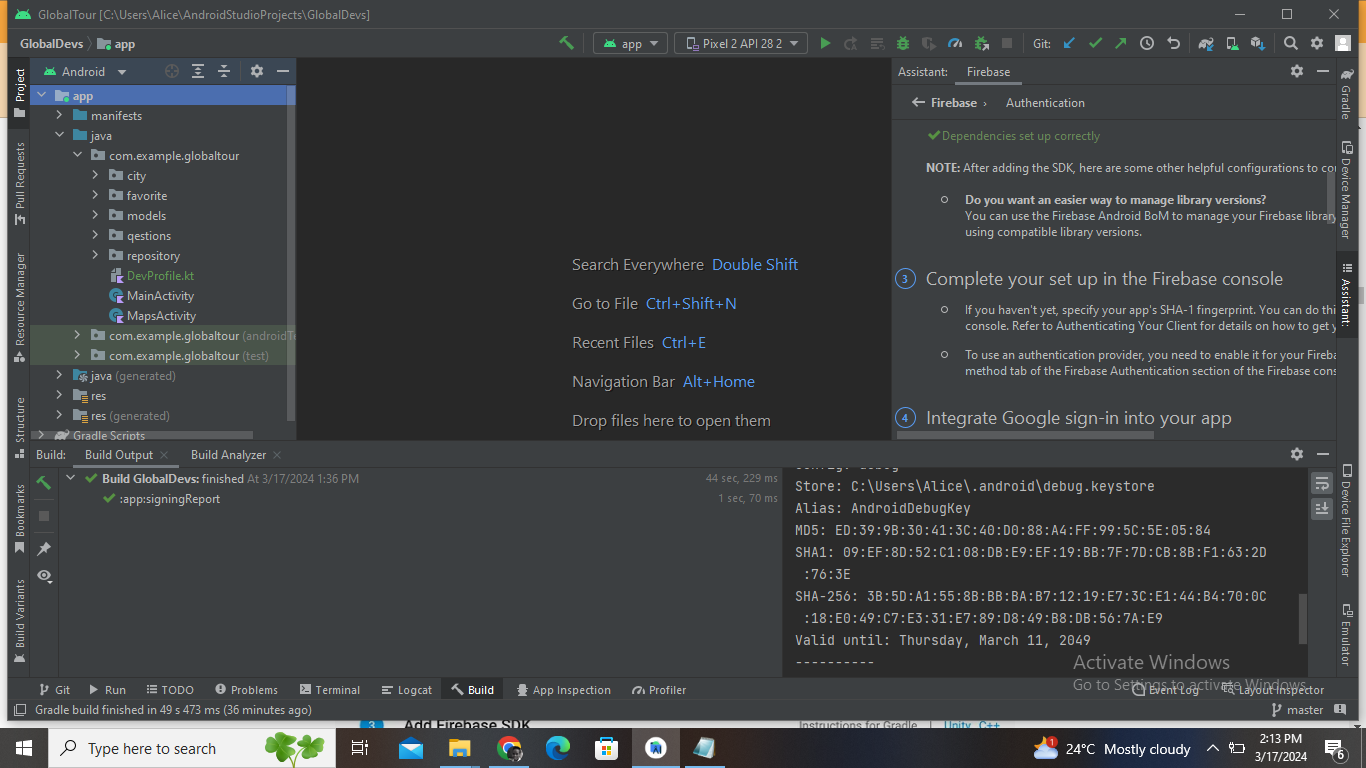 GlobalTour [C:\Users\Alice\AndroidStudioProjects\GlobalDevs]
GlobalDevs app
app
Pixel 2 API 28 2
Git:
Project
Pull Requests
Resource Manager
Structure
Bookmarks
Build Variants
Android
app
manifests
java
com.example.globaltour
city
favorite
models
qestions
repository
DevProfile.kt
MainActivity
MapsActivity
com.example.globaltour (androidTe
com.example.globaltour (test)
java (generated)
res
res (generated)
Gradle Scripts
Search Everywhere Double Shift
Go to File Ctrl+Shift+N
Recent Files Ctrl+E
Navigation Bar Alt+Home
Drop files here to open them
Assistant: Firebase
Firebase › Authentication
Dependencies set up correctly
NOTE: After adding the SDK, here are some other helpful configurations to co
Do you want an easier way to manage library versions?
You can use the Firebase Android BoM to manage your Firebase library
using compatible library versions.
3 Complete your set up in the Firebase console
If you haven't yet, specify your app's SHA-1 fingerprint. You can do thi
console. Refer to Authenticating Your Client for details on how to get y
To use an authentication provider, you need to enable it for your Fireba
method tab of the Firebase Authentication section of the Firebase cons
4 Integrate Google sign-in into your app
Gradle
Device Manager
Assistant:
Device File Explorer
Emulator
Build: Build Output Build Analyzer
Build GlobalDevs: finished At 3/17/2024 1:36 PM 44 sec, 229 ms
:app:signingReport 1 sec, 70 ms
Config: debug
Store: C:\Users\Alice\.android\debug.keystore
Alias: AndroidDebugKey
MD5: ED:39:9B:30:41:3C:40:D0:88:A4:FF:99:5C:5E:05:84
SHA1: 09:EF:8D:52:C1:08:DB:E9:EF:19:BB:7F:7D:CB:8B:F1:63:2D
:76:3E
SHA-256: 3B:5D:A1:55:8B:BB:BA:B7:12:19:E7:3C:E1:44:B4:70:0C
:18:E0:49:C7:E3:31:E7:89:D8:49:B8:DB:56:7A:E9
Valid until: Thursday, March 11, 2049
----------
Activate Windows
Go to Settings to activate Windows.
Git Run TODO Problems Terminal Logcat Build App Inspection Profiler Event Log Layout Inspector
Gradle build finished in 49 s 473 ms (36 minutes ago) master
3 Add Firebase SDK Instructions for Gradle | Unity C++
Type here to search
1 24°C Mostly cloudy 2:13 PM
3/17/2024
6